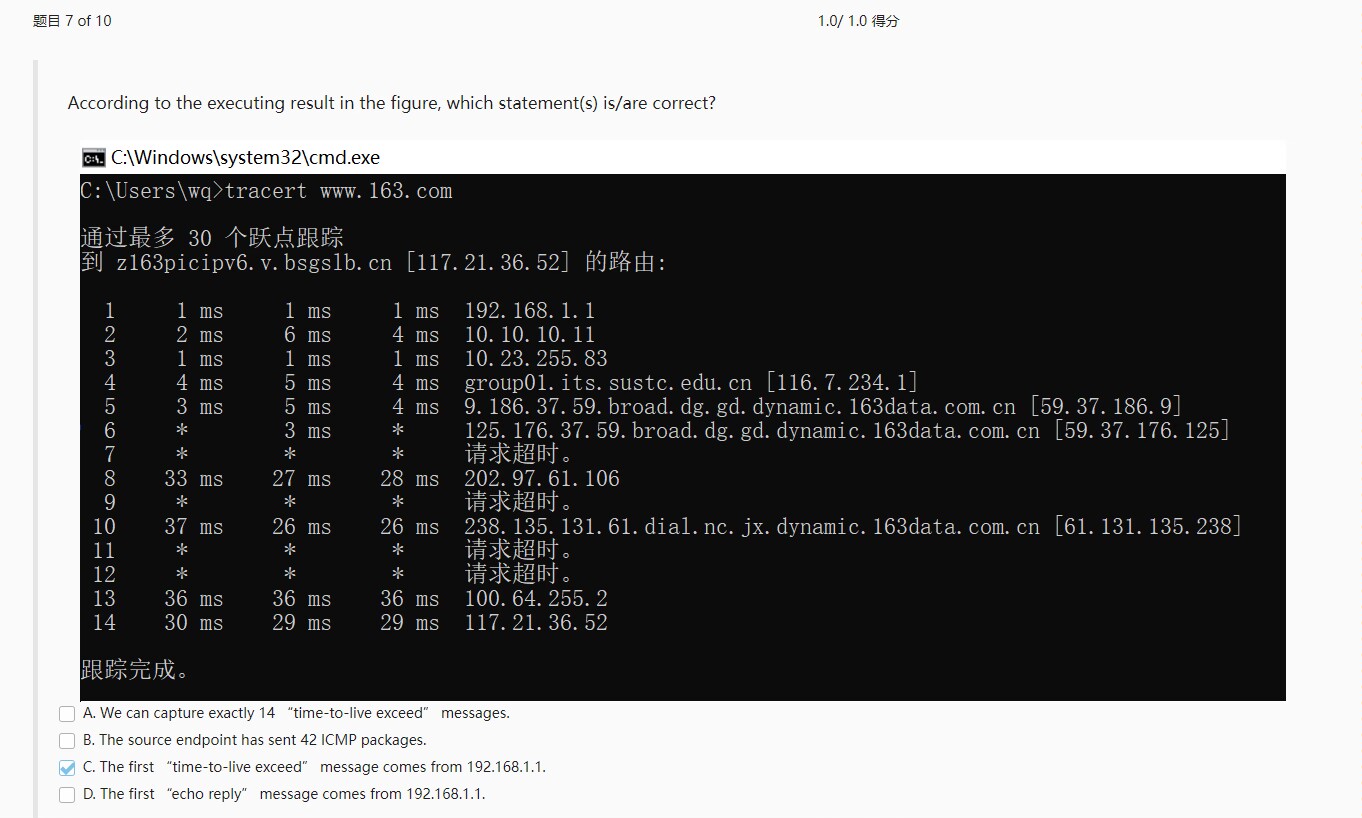 题目 7 of 10
1.0/ 1.0 得分
According to the executing result in the figure, which statement(s) is/are correct?
C:\Windows\system32\cmd.exe
C:\Users\wq>tracert www.163.com
通过最多 30 个跃点跟踪
到 z163picipv6.v.bsgslb.cn [117.21.36.52] 的路由:
1 1 ms 1 ms 1 ms 192.168.1.1
2 2 ms 6 ms 4 ms 10.10.10.11
3 1 ms 1 ms 1 ms 10.23.255.83
4 4 ms 5 ms 4 ms group01.its.sustc.edu.cn [116.7.234.1]
5 3 ms 5 ms 4 ms 9.186.37.59.broad.dg.gd.dynamic.163data.com.cn [59.37.186.9]
6 * 3 ms * 125.176.37.59.broad.dg.gd.dynamic.163data.com.cn [59.37.176.125]
7 * * * 请求超时。
8 33 ms 27 ms 28 ms 202.97.61.106
9 * * * 请求超时。
10 37 ms 26 ms 26 ms 238.135.131.61.dial.nc.jx.dynamic.163data.com.cn [61.131.135.238]
11 * * * 请求超时。
12 * * * 请求超时。
13 36 ms 36 ms 36 ms 100.64.255.2
14 30 ms 29 ms 29 ms 117.21.36.52
跟踪完成。
A. We can capture exactly 14 “time-to-live exceed” messages.
B. The source endpoint has sent 42 ICMP packages.
C. The first “time-to-live exceed” message comes from 192.168.1.1.
D. The first “echo reply” message comes from 192.168.1.1.